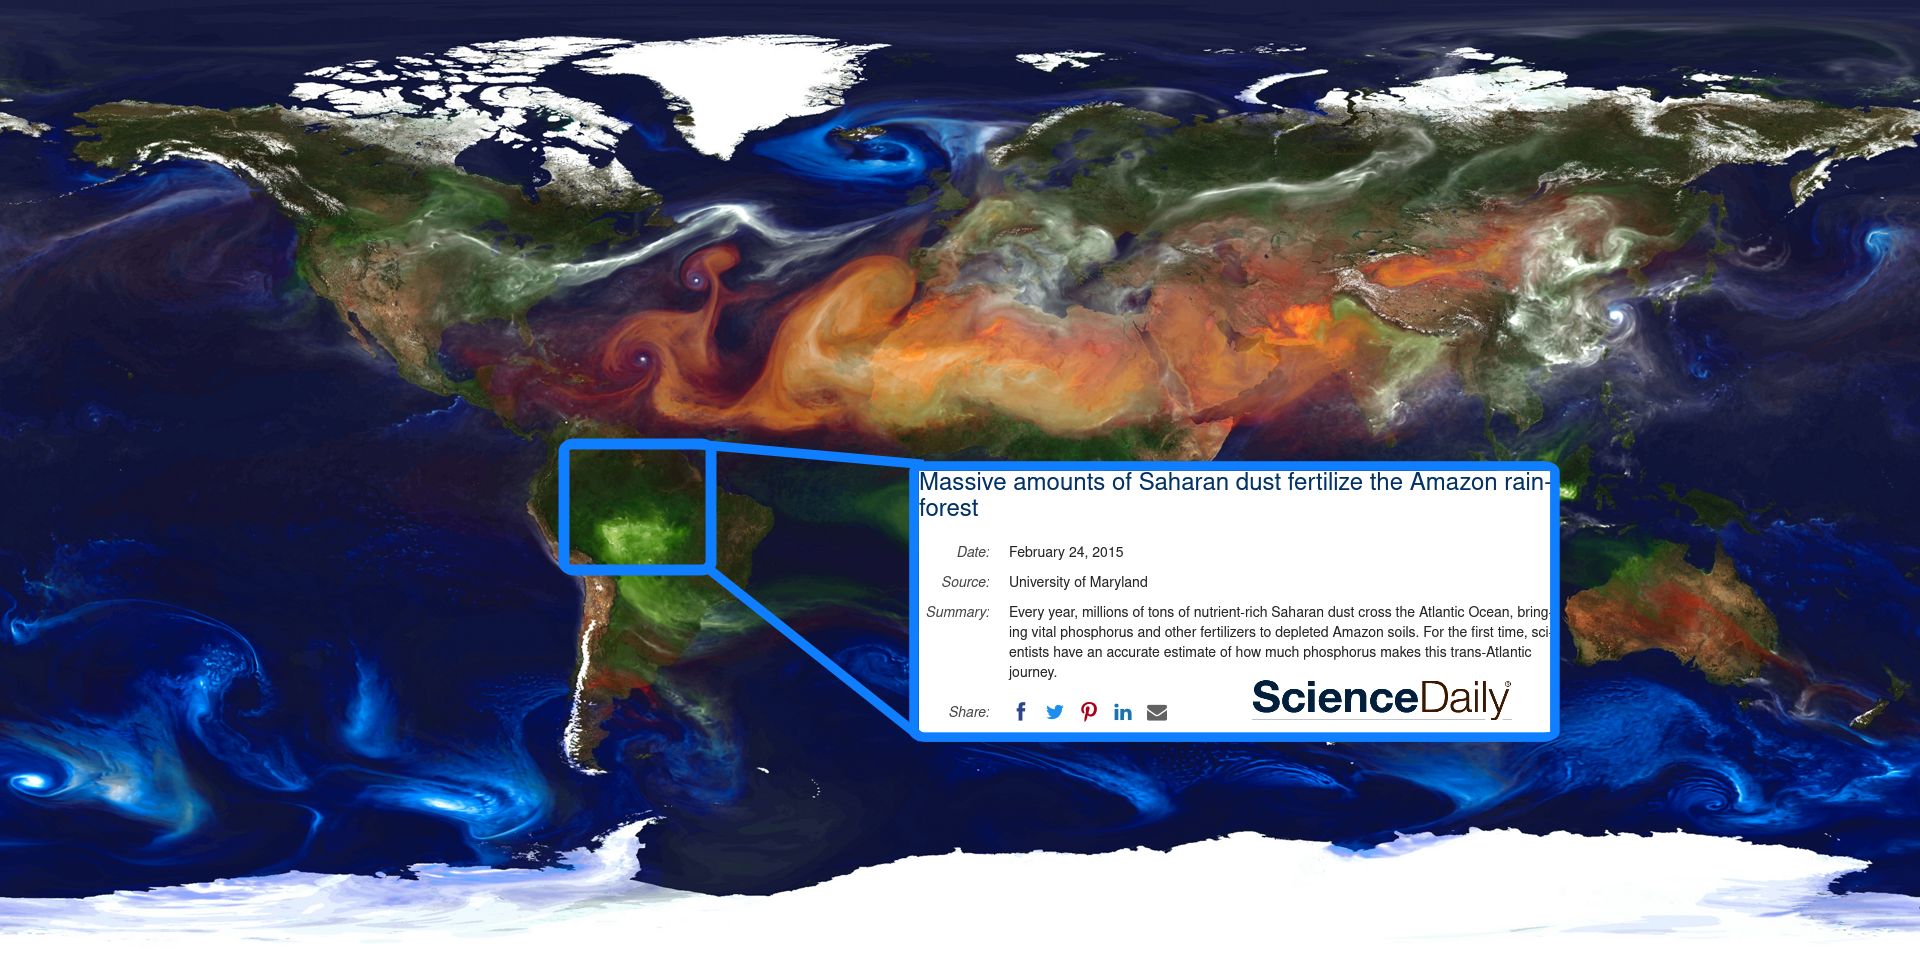 Massive amounts of Saharan dust fertilize the Amazon rain-
forest
Date: February 24, 2015
Source: University of Maryland
Summary: Every year, millions of tons of nutrient-rich Saharan dust cross the Atlantic Ocean, bring-
ing vital phosphorus and other fertilizers to depleted Amazon soils. For the first time, sci-
entists have an accurate estimate of how much phosphorus makes this trans-Atlantic
journey.
Share:
ScienceDaily®